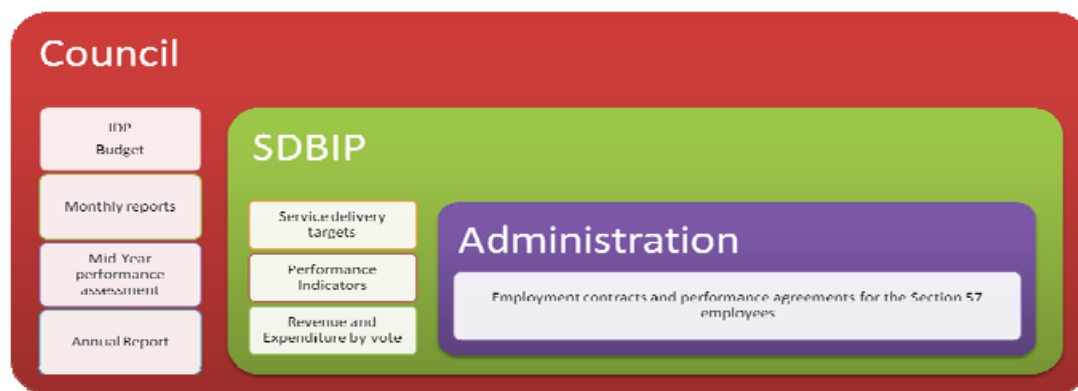 Council
IDP
Budget
Monthly reports
Mid Year
performance
assessment
Annual Report
SDBIP
Service delivery
targets
Performance
Indicators
Revenue and
Expenditure by vote
Administration
Employment contracts and performance agreements for the Section 57
employees